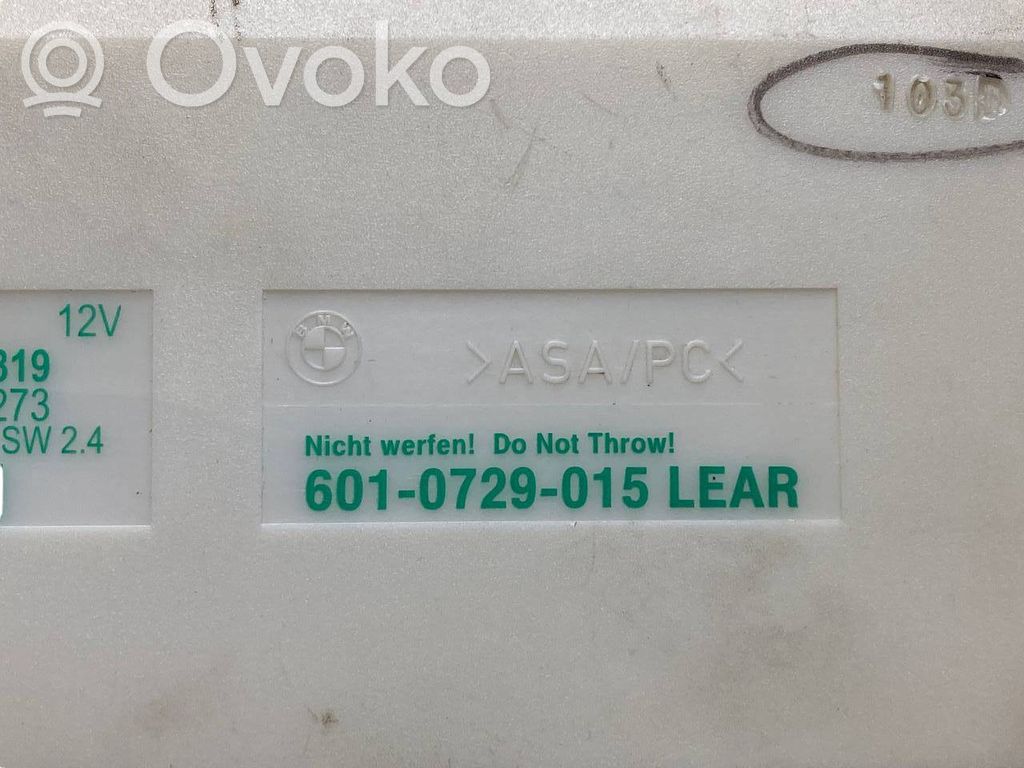 Ovoko
103D
12V
319
273
SW 2.4
BMW
>ASA/PC<
Nicht werfen! Do Not Throw!
601-0729-015 LEAR